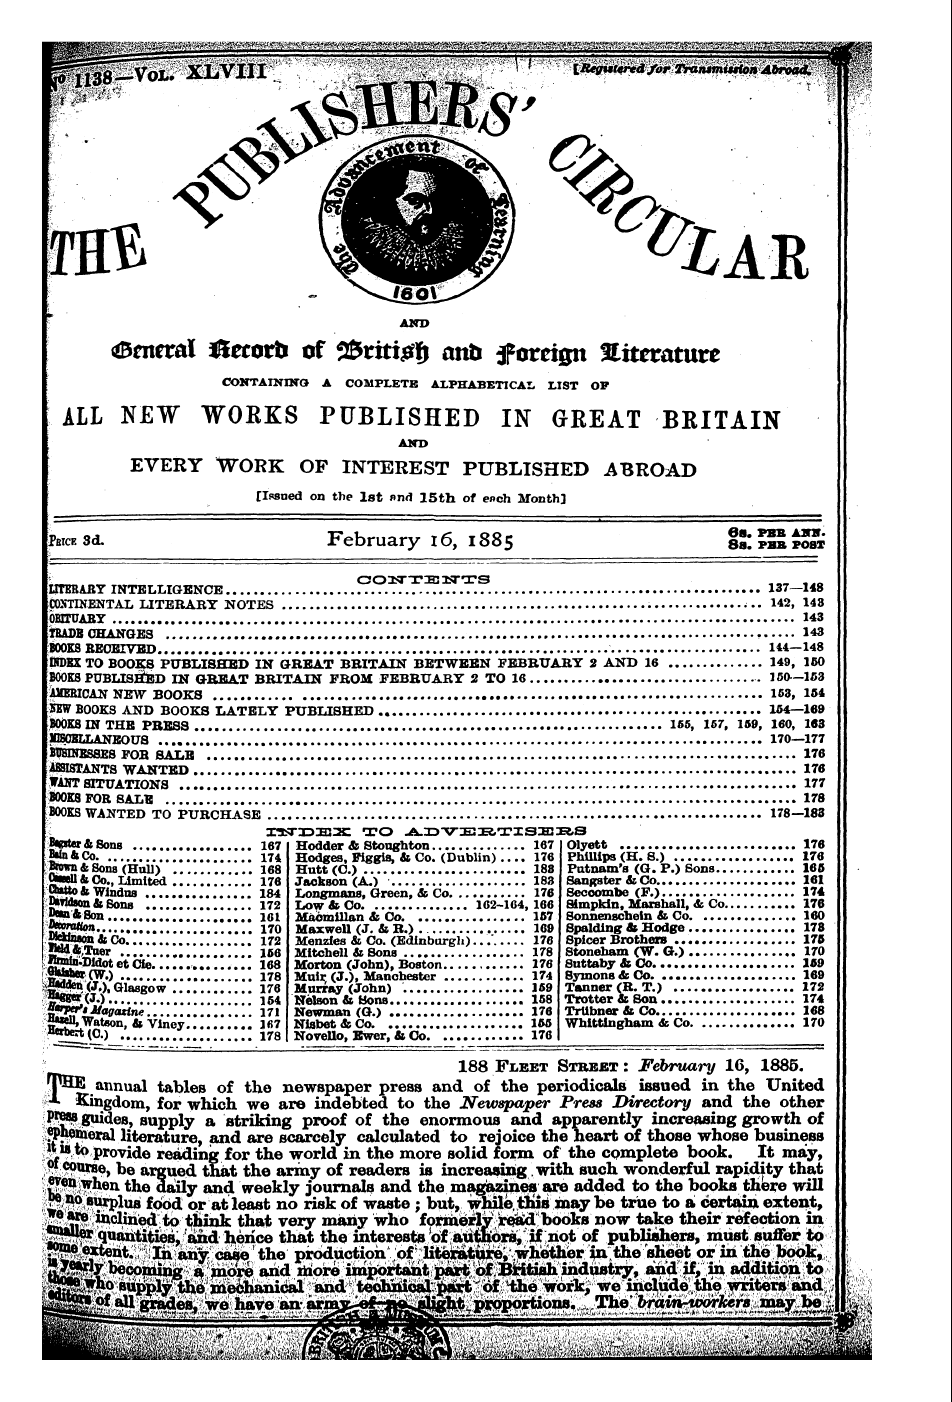 No 1138—VOL. XLVIII
[Registered for Transmission Abroad.
THE PUBLISHERS' CIRCULAR
The Advancement of Learning
1601
AND
General Record of British and Foreign Literature
CONTAINING A COMPLETE ALPHABETICAL LIST OF
ALL NEW WORKS PUBLISHED IN GREAT BRITAIN
AND
EVERY WORK OF INTEREST PUBLISHED ABROAD
[Issued on the 1st and 15th of each Month]
PRICE 3d.
February 16, 1885
6s. PER ANN.
8s. PER POST
CONTENTS
LITERARY INTELLIGENCE 137—148
CONTINENTAL LITERARY NOTES 142, 143
OBITUARY 143
TRADE CHANGES 143
BOOKS RECEIVED 144—148
INDEX TO BOOKS PUBLISHED IN GREAT BRITAIN BETWEEN FEBRUARY 2 AND 16 149, 150
BOOKS PUBLISHED IN GREAT BRITAIN FROM FEBRUARY 2 TO 16 150—153
AMERICAN NEW BOOKS 153, 154
NEW BOOKS AND BOOKS LATELY PUBLISHED 154—169
BOOKS IN THE PRESS 155, 157, 159, 160, 163
MISCELLANEOUS 170—177
BUSINESSES FOR SALE 176
ASSISTANTS WANTED 176
WANT SITUATIONS 177
BOOKS FOR SALE 178
BOOKS WANTED TO PURCHASE 178—183
INDEX TO ADVERTISERS
Bagster & Sons 167
Bain & Co. 174
Brown & Sons (Hull) 168
Cassell & Co., Limited 176
Chatto & Windus 184
Davidson & Sons 172
Dean & Son 161
Decoration 170
Dickinson & Co. 172
Field & Tuer 156
Firmin-Didot et Cie. 168
Glaisher (W.) 178
Hadden (J.), Glasgow 176
Hagger (J.) 154
Harper's Magazine 171
Hazell, Watson, & Viney 167
Herbert (C.) 178
Hodder & Stoughton 167
Hodges, Figgis, & Co. (Dublin) 176
Hutt (C.) 183
Jackson (A.) 183
Longmans, Green, & Co. 176
Low & Co. 162-164, 166
Macmillan & Co. 157
Maxwell (J. & R.) 169
Menzies & Co. (Edinburgh) 176
Mitchell & Sons 178
Morton (John), Boston 176
Muir (J.), Manchester 174
Murray (John) 159
Nelson & Sons 158
Newman (G.) 176
Nisbet & Co. 155
Novello, Ewer, & Co. 176
Olyett 176
Phillips (H. S.) 176
Putnam's (G. P.) Sons 165
Sangster & Co. 161
Seccombe (F.) 174
Simpkin, Marshall, & Co. 176
Sonnenschein & Co. 160
Spalding & Hodge 173
Spicer Brothers 175
Stoneham (W. G.) 170
Suttaby & Co. 159
Symons & Co. 169
Tanner (R. T.) 172
Trotter & Son 174
Trübner & Co. 168
Whittingham & Co. 170
188 FLEET STREET: February 16, 1885.
THE annual tables of the newspaper press and of the periodicals issued in the United
Kingdom, for which we are indebted to the Newspaper Press Directory and the other
press guides, supply a striking proof of the enormous and apparently increasing growth of
ephemeral literature, and are scarcely calculated to rejoice the heart of those whose business
it is to provide reading for the world in the more solid form of the complete book. It may,
of course, be argued that the army of readers is increasing with such wonderful rapidity that
even when the daily and weekly journals and the magazines are added to the books there will
be no surplus food or at least no risk of waste; but, while this may be true to a certain extent,
we are inclined to think that very many who formerly read books now take their refection in
smaller quantities, and hence that the interests of authors, if not of publishers, must suffer to
some extent. In any case the production of literature, whether in the sheet or in the book,
is yearly becoming a more and more important part of British industry, and if, in addition to
those who supply the mechanical and technical part of the work, we include the writers and
editors of all grades, we have an army of no slight proportions. The brain-workers may be